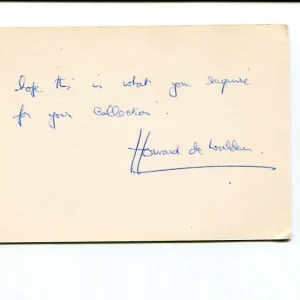 hope this is what you require
for your collection.
Howard de Walden